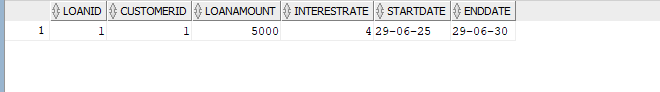 LOANID CUSTOMERID LOANAMOUNT INTERESTRATE STARTDATE ENDDATE
1 1 1 5000 4 29-06-25 29-06-30